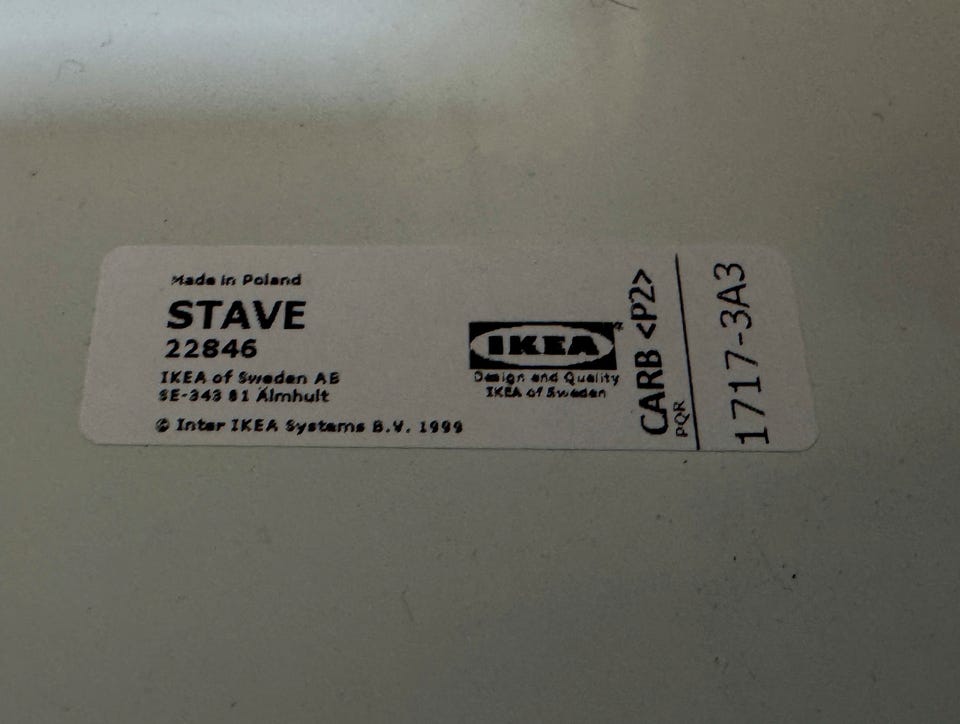 Made in Poland
STAVE
22846
IKEA of Sweden AB
SE-343 81 Älmhult
© Inter IKEA Systems B.V. 1999
IKEA®
Design and Quality
IKEA of Sweden
CARB <P2>
PQR
1717-3A3